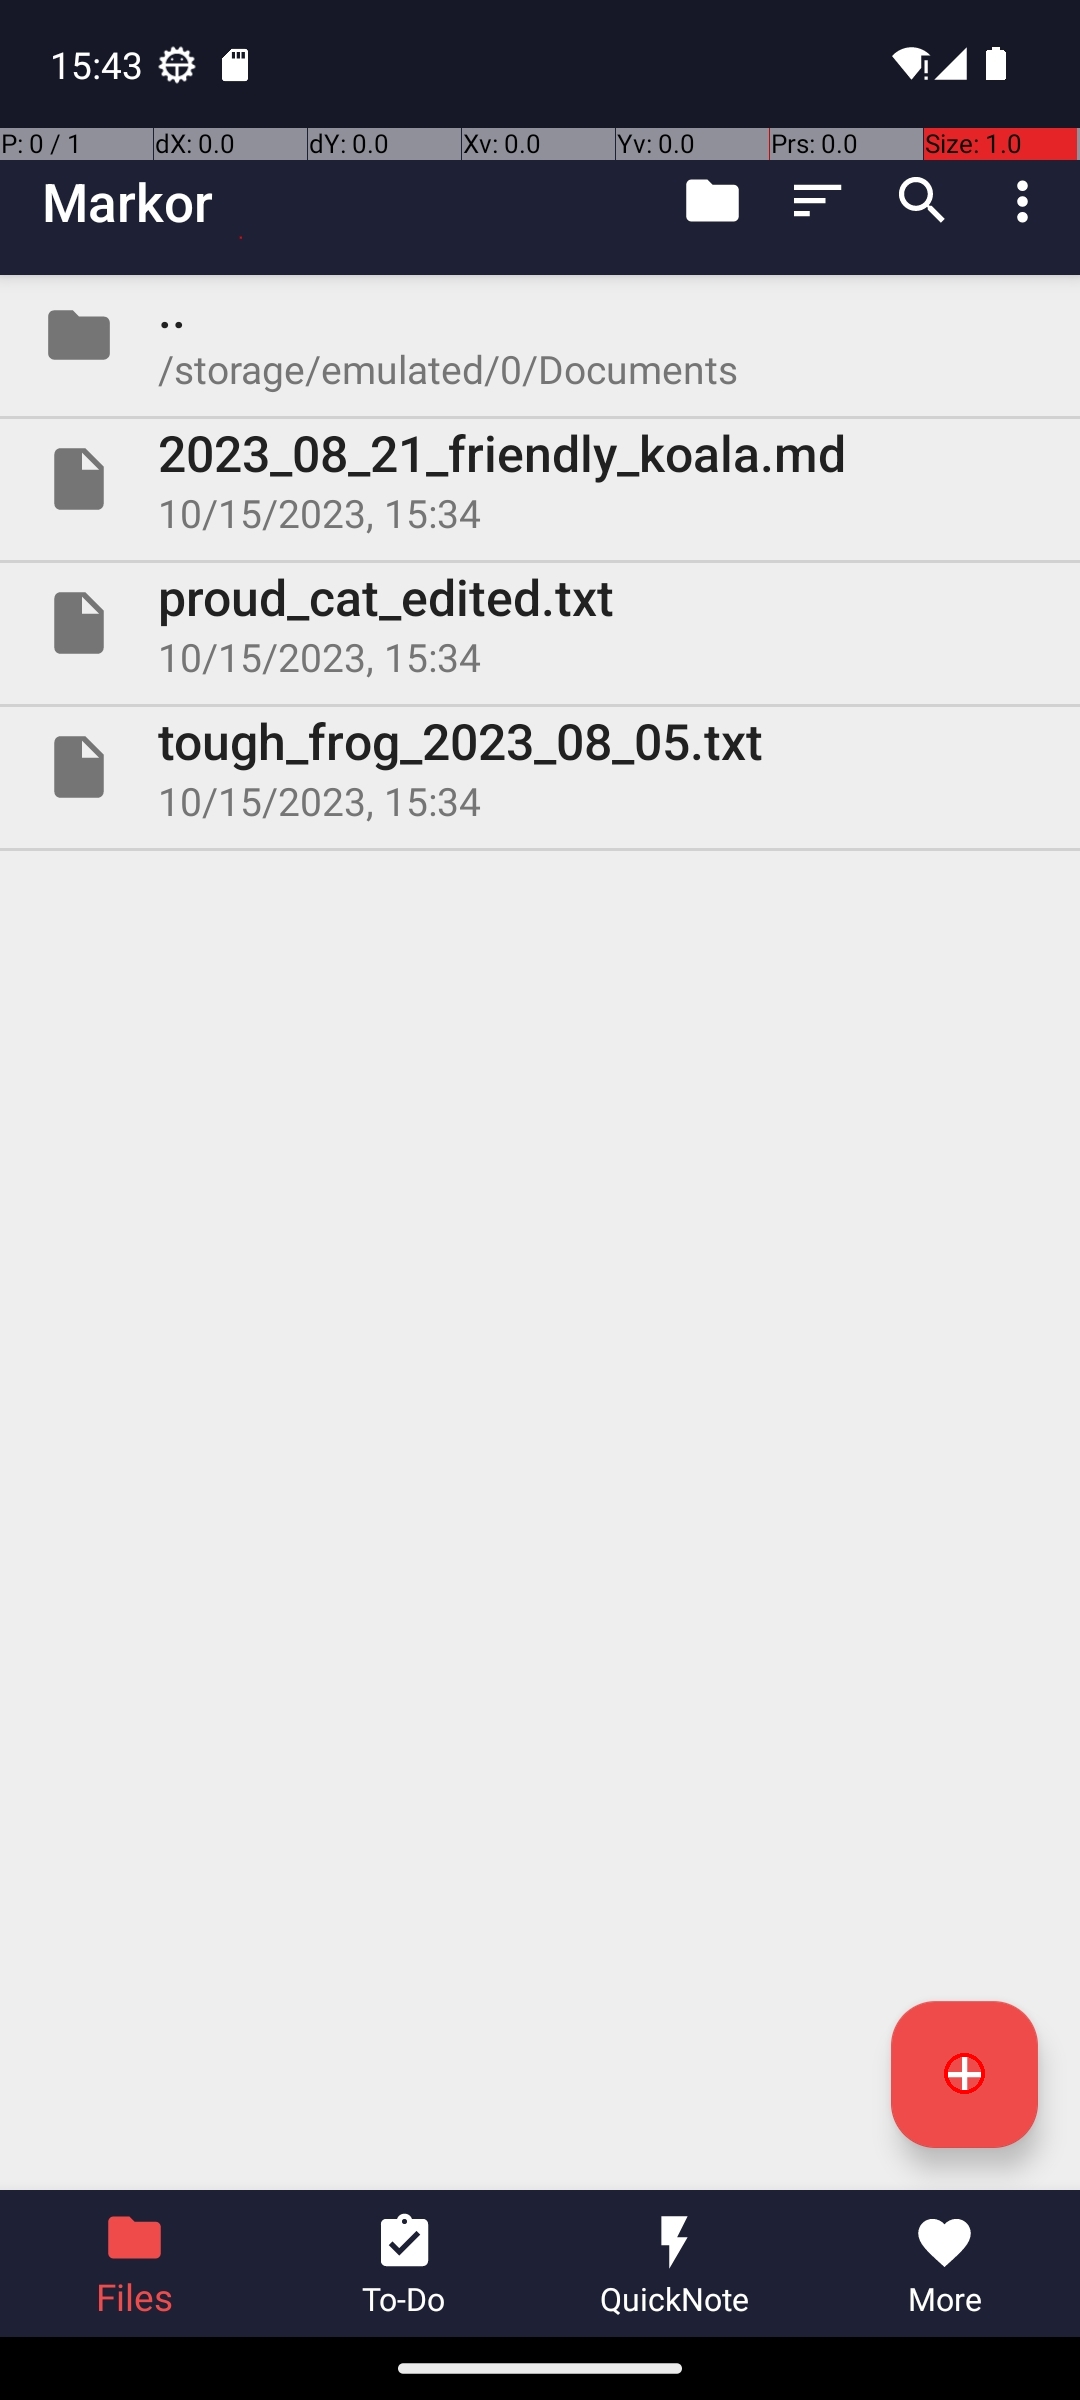 15:43
P: 0 / 1 dX: 0.0 dY: 0.0 Xv: 0.0 Yv: 0.0 Prs: 0.0 Size: 1.0
Markor
..
/storage/emulated/0/Documents
2023_08_21_friendly_koala.md
10/15/2023, 15:34
proud_cat_edited.txt
10/15/2023, 15:34
tough_frog_2023_08_05.txt
10/15/2023, 15:34
Files To-Do QuickNote More